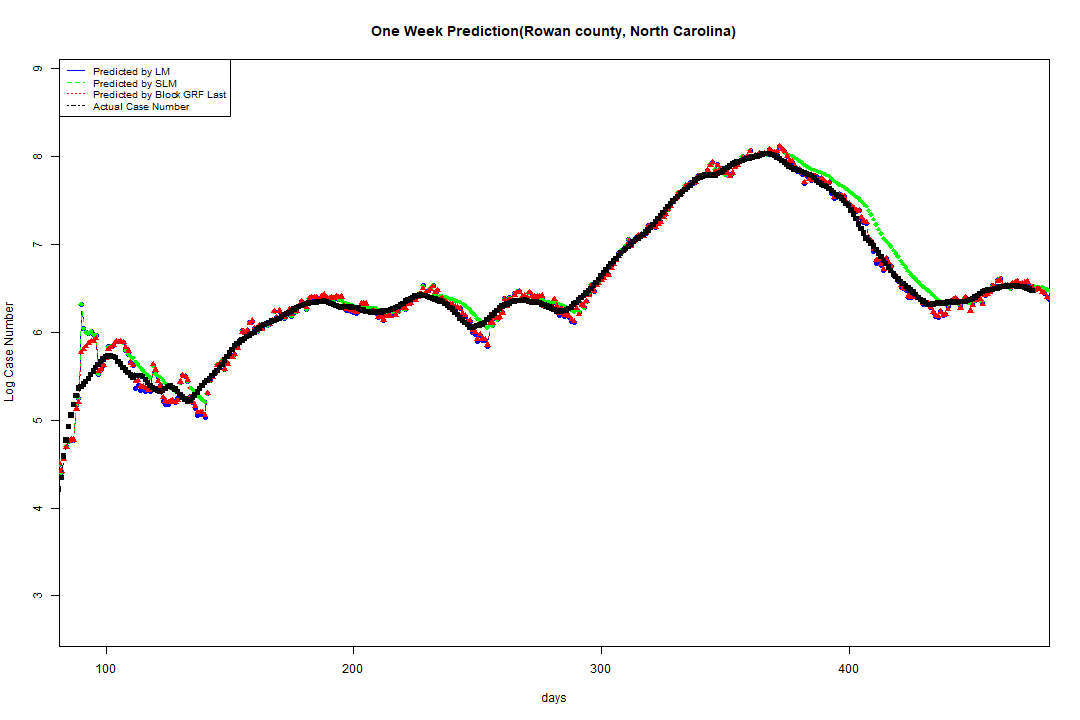 One Week Prediction(Rowan county, North Carolina)
Predicted by LM
Predicted by SLM
Predicted by Block GRF Last
Actual Case Number
9
8
7
6
5
4
3
Log Case Number
100 200 300 400
days